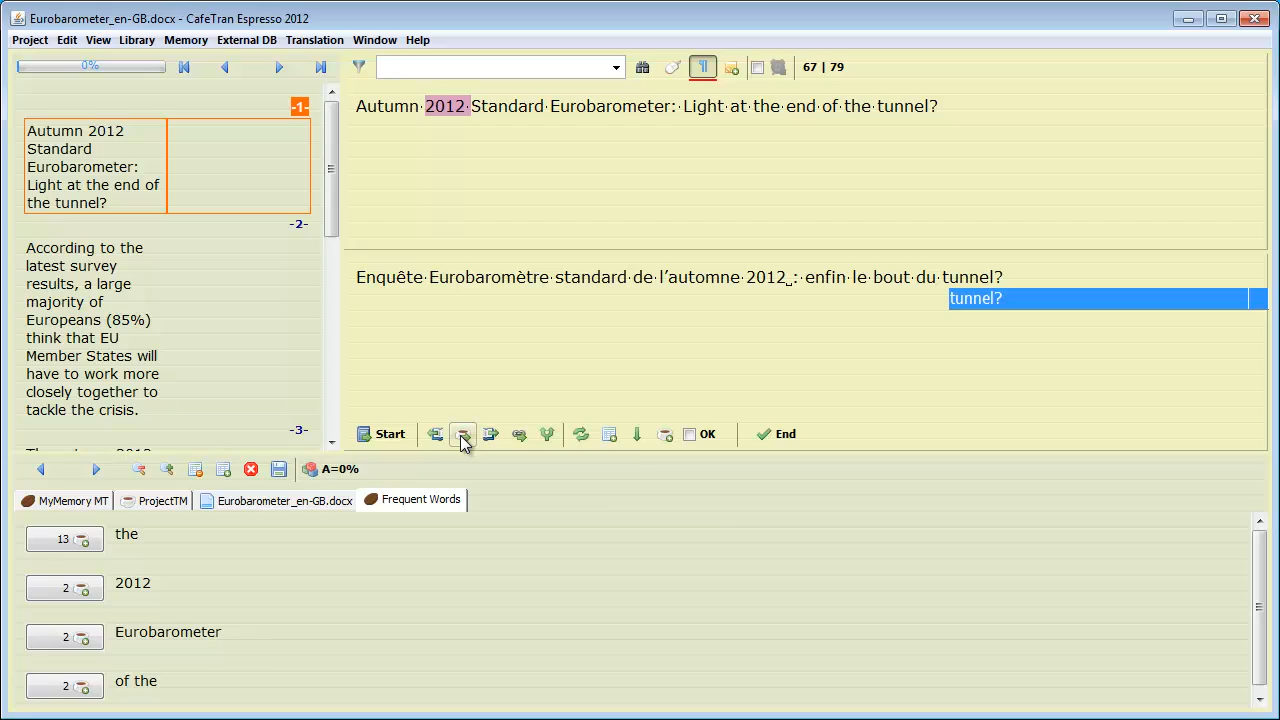 Eurobarometer_en-GB.docx - CafeTran Espresso 2012
Project Edit View Library Memory External DB Translation Window Help
0%
67 | 79
-1-
Autumn 2012
Standard
Eurobarometer:
Light at the end of
the tunnel?
-2-
According to the
latest survey
results, a large
majority of
Europeans (85%)
think that EU
Member States will
have to work more
closely together to
tackle the crisis.
-3-
Autumn·2012·Standard·Eurobarometer:·Light·at·the·end·of·the·tunnel?
Enquête·Eurobaromètre·standard·de·l’automne·2012 :·enfin·le·bout·du·tunnel?
tunnel?
Start OK End
A=0%
MyMemory MT ProjectTM Eurobarometer_en-GB.docx Frequent Words
13 the
2 2012
2 Eurobarometer
2 of the